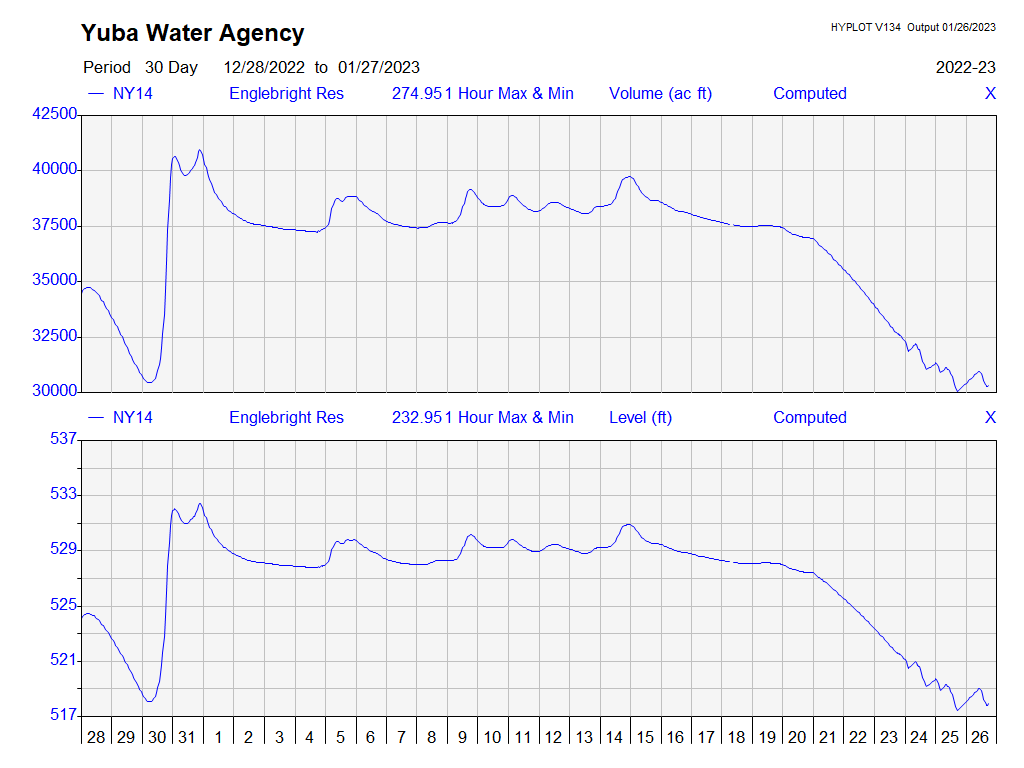 Yuba Water Agency HYPLOT V134 Output 01/26/2023
Period 30 Day 12/28/2022 to 01/27/2023 2022-23
NY14 Englebright Res 274.951 Hour Max & Min Volume (ac ft) Computed X
42500
40000
37500
35000
32500
30000
NY14 Englebright Res 232.951 Hour Max & Min Level (ft) Computed X
537
533
529
525
521
517
28 29 30 31 1 2 3 4 5 6 7 8 9 10 11 12 13 14 15 16 17 18 19 20 21 22 23 24 25 26